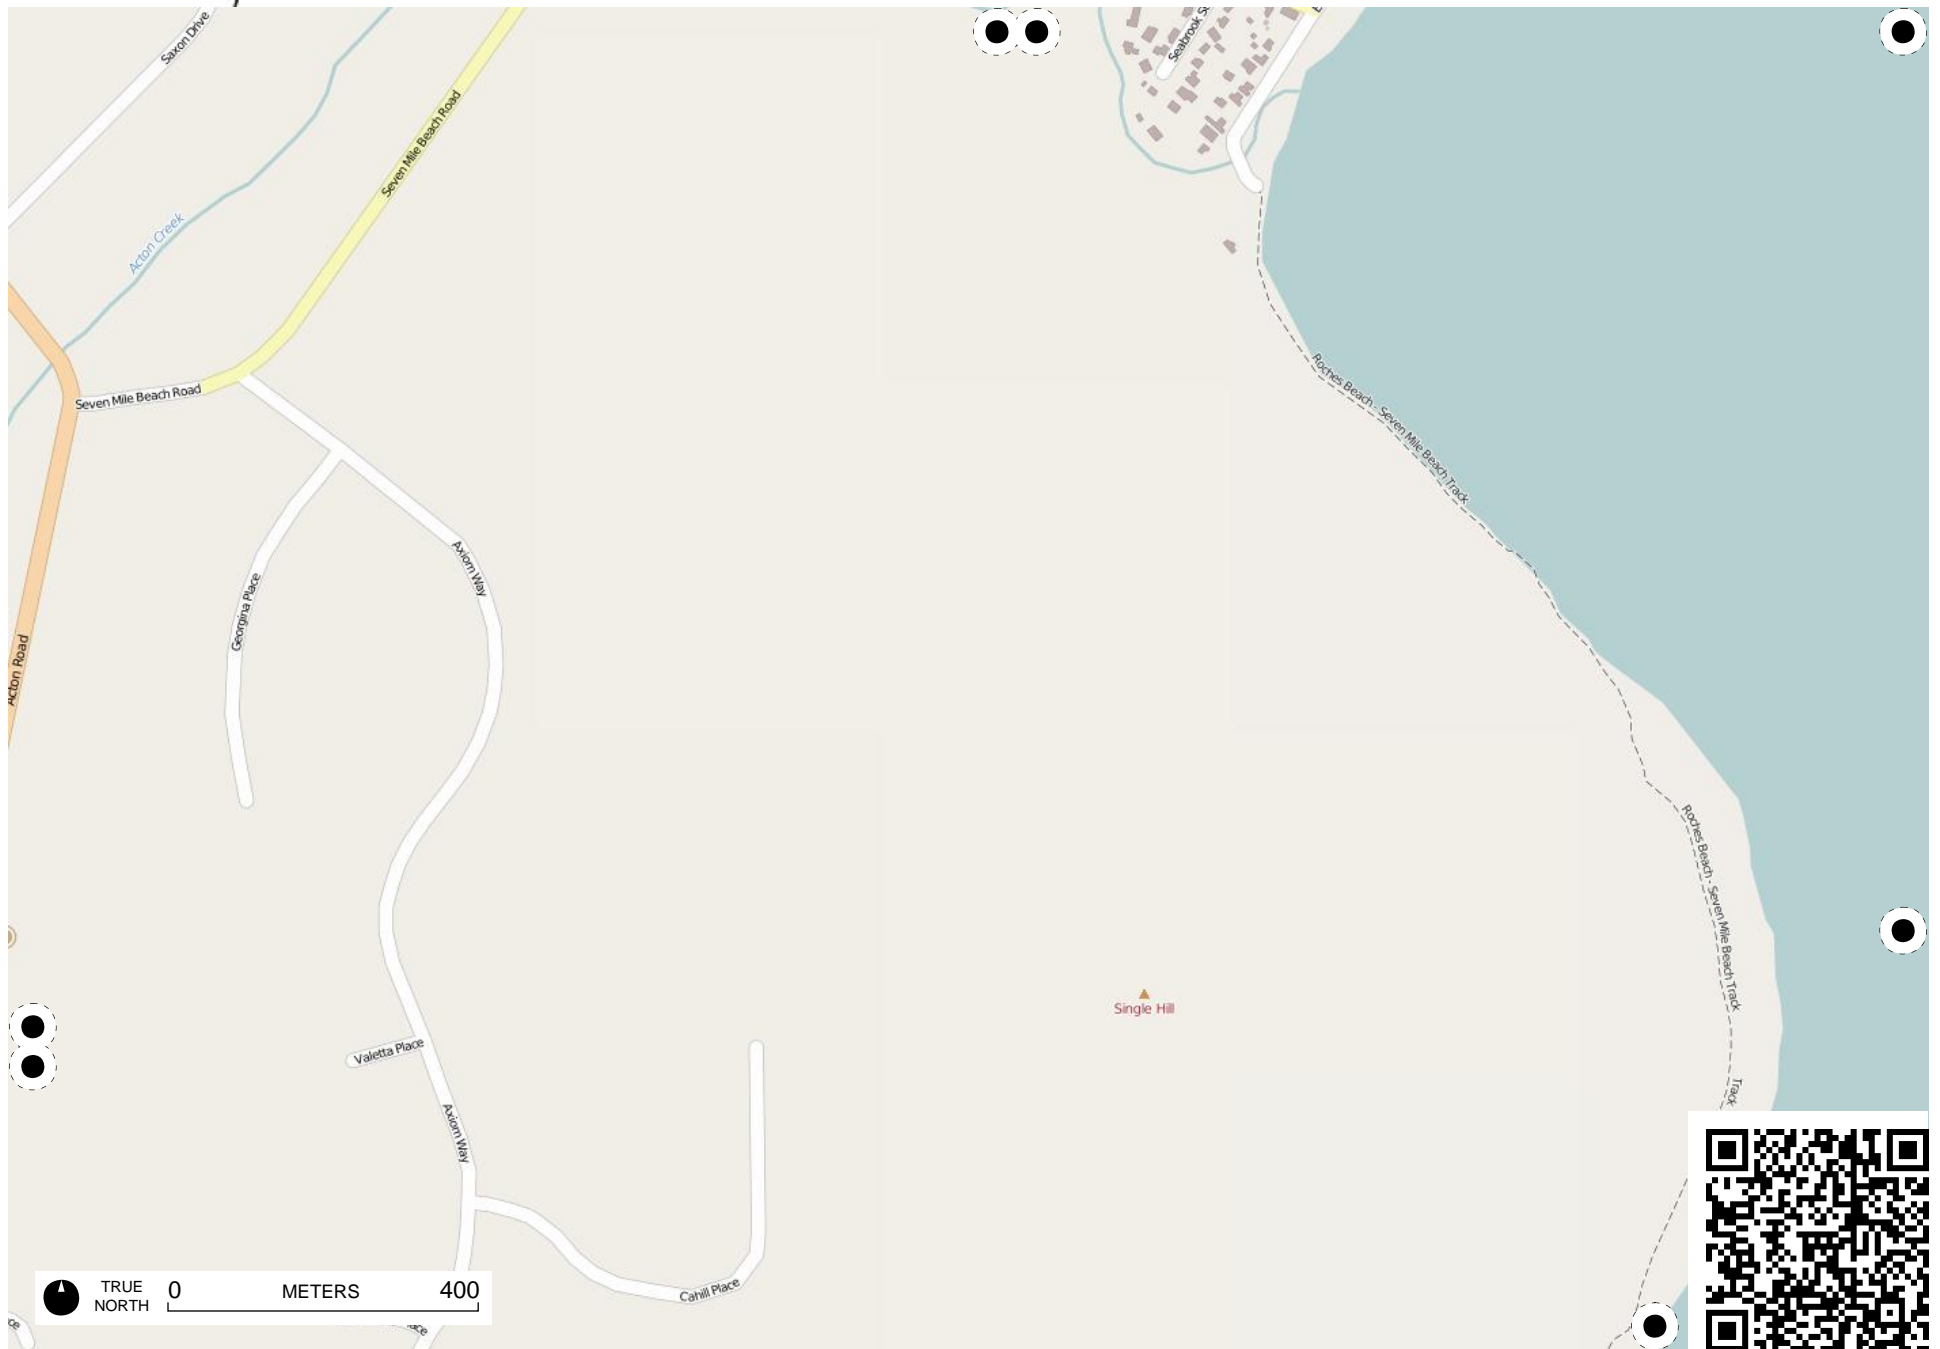 Saxon Drive
Seabrook S
Seven Mile Beach Road
Acton Creek
Seven Mile Beach Road
Roches Beach - Seven Mile Beach Track
Axiom Way
Georgina Place
Acton Road
Roches Beach - Seven Mile Beach Track
Single Hill
Valetta Place
Track
Axiom Way
Cahill Place
TRUE
NORTH
0 METERS 400